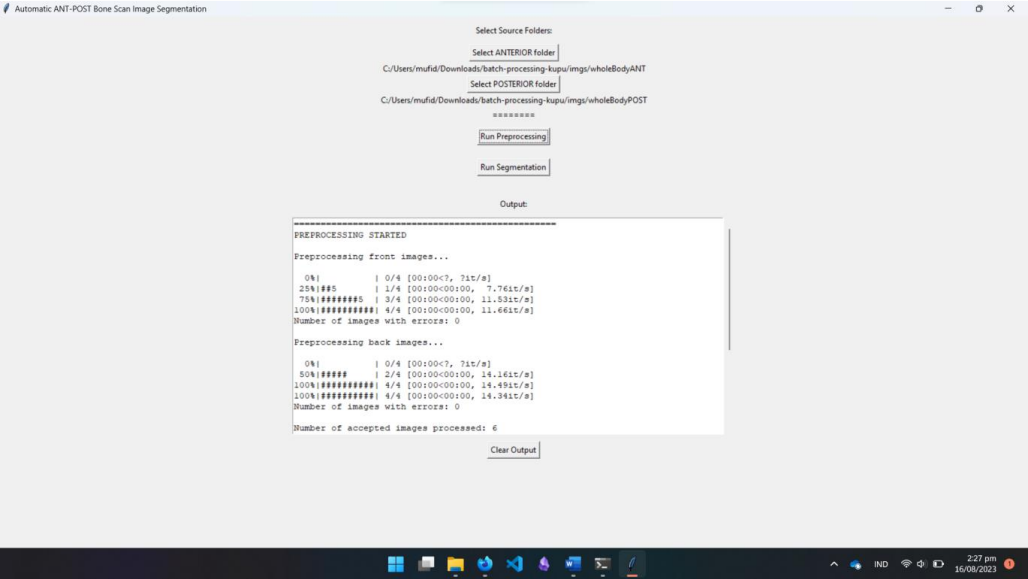 Automatic ANT-POST Bone Scan Image Segmentation
Select Source Folders:
Select ANTERIOR folder
C:/Users/mufid/Downloads/batch-processing-kupu/imgs/wholeBodyANT
Select POSTERIOR folder
C:/Users/mufid/Downloads/batch-processing-kupu/imgs/wholeBodyPOST
========
Run Preprocessing
Run Segmentation
Output:
==================================================
PREPROCESSING STARTED
Preprocessing front images...
0%|          | 0/4 [00:00<?, ?it/s]
25%|##5       | 1/4 [00:00<00:00,  7.76it/s]
75%|#######5  | 3/4 [00:00<00:00, 11.53it/s]
100%|##########| 4/4 [00:00<00:00, 11.66it/s]
Number of images with errors: 0
Preprocessing back images...
0%|          | 0/4 [00:00<?, ?it/s]
50%|#####     | 2/4 [00:00<00:00, 14.16it/s]
100%|##########| 4/4 [00:00<00:00, 14.49it/s]
100%|##########| 4/4 [00:00<00:00, 14.34it/s]
Number of images with errors: 0
Number of accepted images processed: 6
Clear Output
IND
2:27 pm
16/08/2023
1